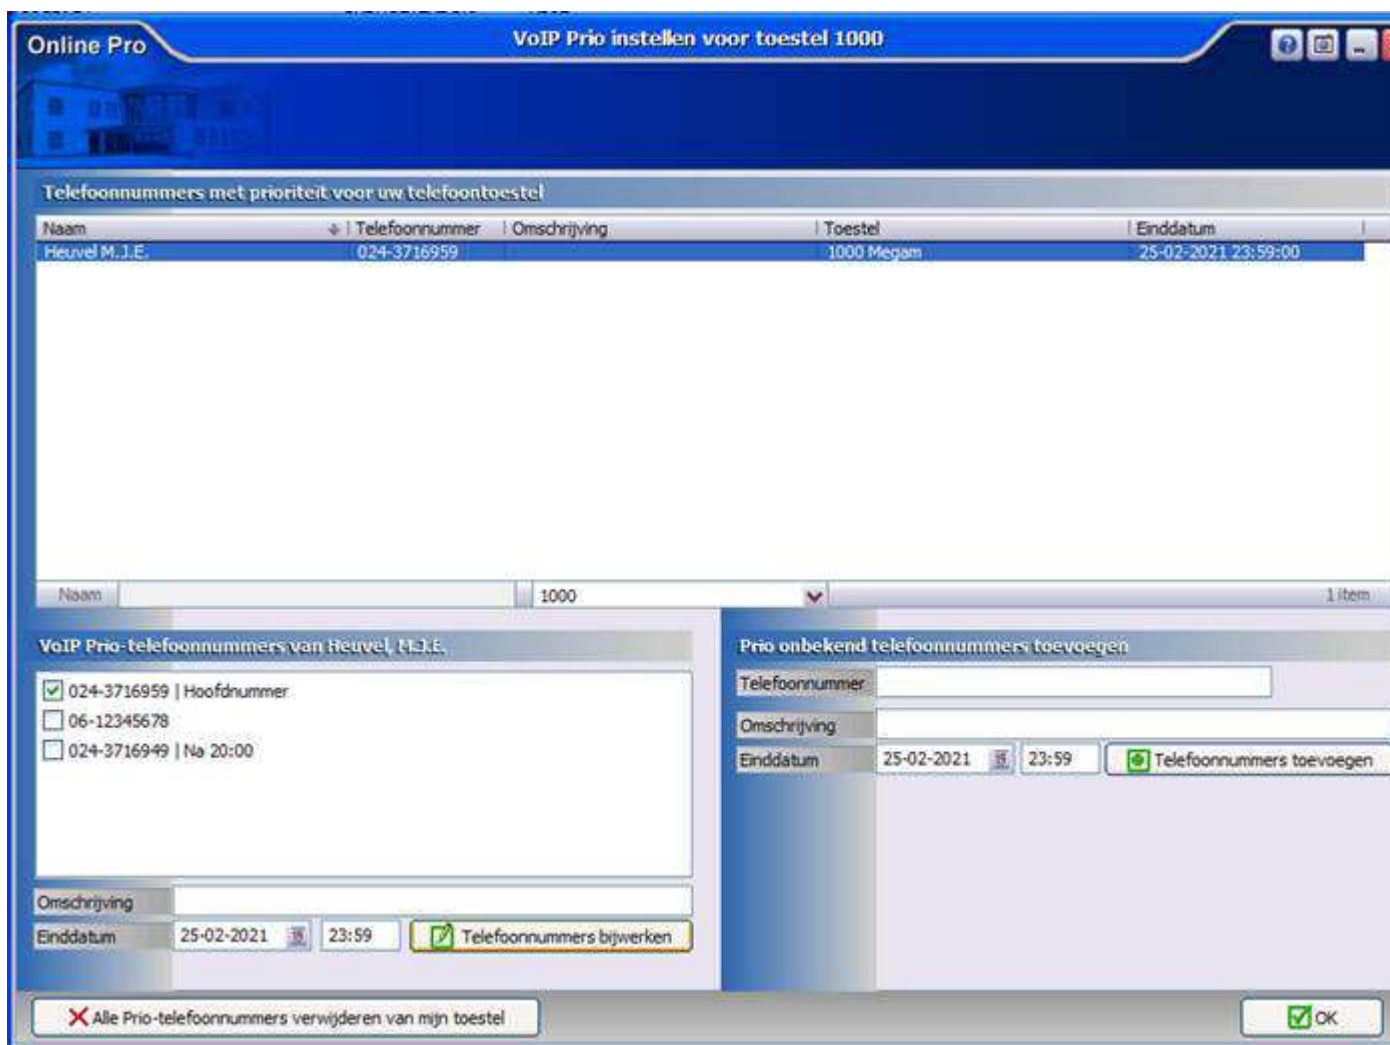 Online Pro
VoIP Prio instellen voor toestel 1000
Telefoonnummers met prioriteit voor uw telefoontoestel
Naam Telefoonnummer Omschrijving Toestel Einddatum
Heuvel M.J.E. 024-3716959 1000 Megam 25-02-2021 23:59:00
Naam 1000 1 item
VoIP Prio-telefoonnummers van Heuvel, M.J.E.
024-3716959 | Hoofdnummer
06-12345678
024-3716949 | Na 20:00
Omschrijving
Einddatum 25-02-2021 23:59 Telefoonnummers bijwerken
Prio onbekend telefoonnummers toevoegen
Telefoonnummer
Omschrijving
Einddatum 25-02-2021 23:59 Telefoonnummers toevoegen
Alle Prio-telefoonnummers verwijderen van mijn toestel
OK